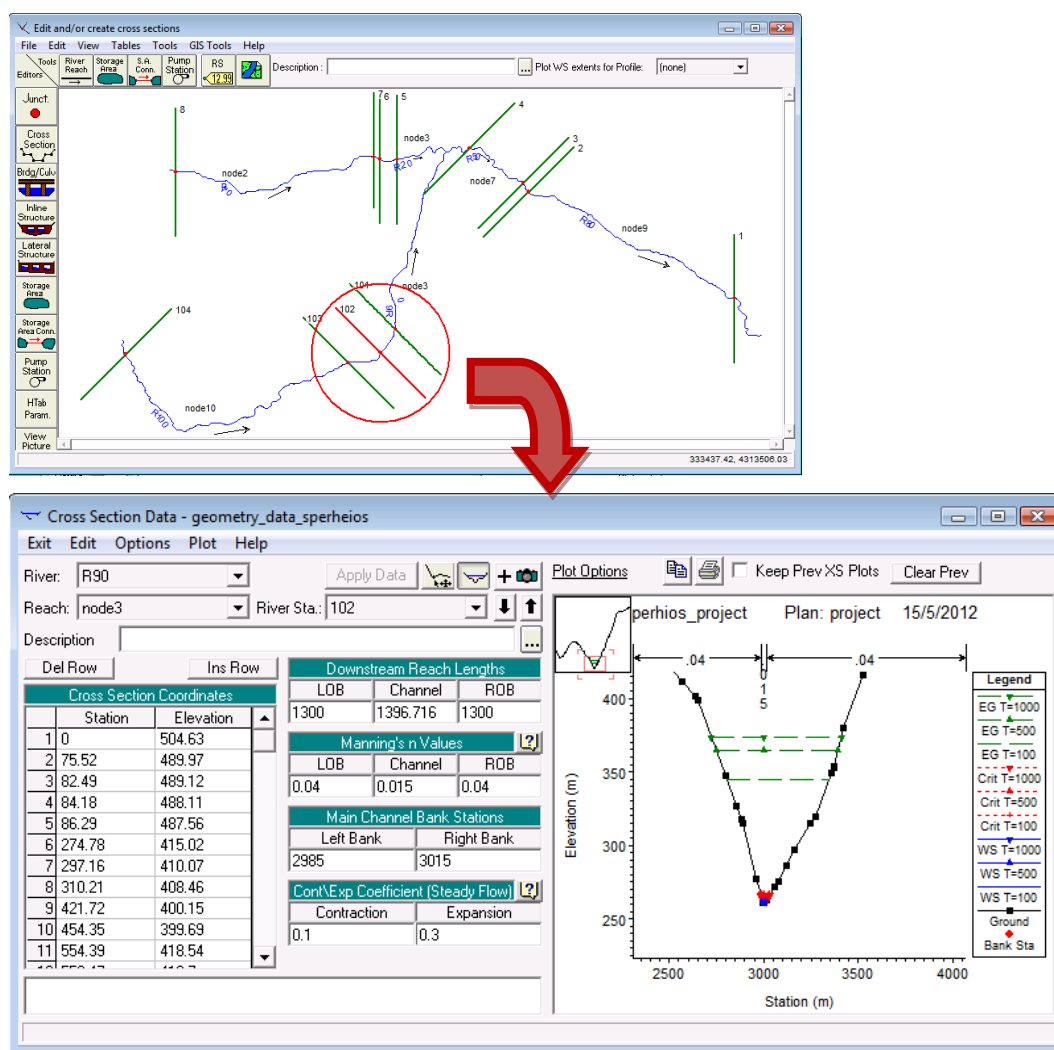 Edit and/or create cross sections
File Edit View Tables Tools GIS Tools Help
Tools
Editors
River
Reach
Storage
Area
S.A.
Conn.
Pump
Station
RS
12.99
Description :
...
Plot WS extents for Profile:
(none)
Junct.
Cross
Section
Brdg/Culv
Inline
Structure
Lateral
Structure
Storage
Area
Storage
Area Conn.
Pump
Station
HTab
Param.
View
Picture
8
7
6
5
4
3
2
1
node3
node2
R20
node7
R80
node9
node3
104
103
102
101
node10
R100
333437.42, 4313506.03
Cross Section Data - geometry_data_sperheios
Exit Edit Options Plot Help
River: R90
Apply Data
Plot Options
Keep Prev XS Plots
Clear Prev
Reach: node3
River Sta.: 102
Description
...
Del Row
Ins Row
Cross Section Coordinates
Station Elevation
1 0 504.63
2 75.52 489.97
3 82.49 489.12
4 84.18 488.11
5 86.29 487.56
6 274.78 415.02
7 297.16 410.07
8 310.21 408.46
9 421.72 400.15
10 454.35 399.69
11 554.39 418.54
Downstream Reach Lengths
LOB Channel ROB
1300 1396.716 1300
Manning's n Values
LOB Channel ROB
0.04 0.015 0.04
Main Channel Bank Stations
Left Bank Right Bank
2985 3015
Cont\Exp Coefficient (Steady Flow)
Contraction Expansion
0.1 0.3
perhios_project Plan: project 15/5/2012
.04
.04
0
1
5
Elevation (m)
400
350
300
250
2500 3000 3500 4000
Station (m)
Legend
EG T=1000
EG T=500
EG T=100
Crit T=1000
Crit T=500
Crit T=100
WS T=1000
WS T=500
WS T=100
Ground
Bank Sta